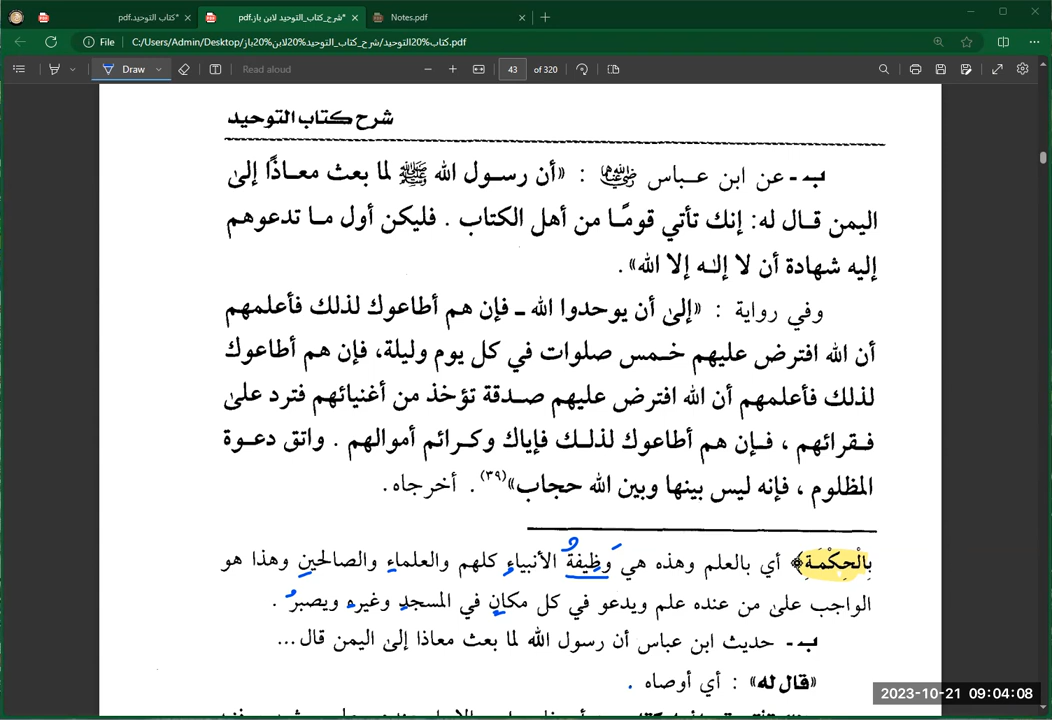 كتاب التوحيد.pdf*
شرح_كتاب_التوحيد لابن باز.pdf*
Notes.pdf
File C:/Users/Admin/Desktop/كتاب%20التوحيد/شرح_كتاب_التوحيد%20لابن%20باز.pdf
Draw
Read aloud
43 of 320
شرح كتاب التوحيد
ب - عن ابن عباس رضي الله عنهما : «أن رسول الله ﷺ لما بعث معاذًا إلى
اليمن قال له: إنك تأتي قومًا من أهل الكتاب . فليكن أول ما تدعوهم
إليه شهادة أن لا إله إلا الله» .
وفي رواية : «إلى أن يوحدوا الله ـ فإن هم أطاعوك لذلك فأعلمهم
أن الله افترض عليهم خمس صلوات في كل يوم وليلة، فإن هم أطاعوك
لذلك فأعلمهم أن الله افترض عليهم صدقة تؤخذ من أغنيائهم فترد على
فقرائهم ، فإن هم أطاعوك لذلك فإياك وكرائم أموالهم . واتق دعوة
المظلوم ، فإنه ليس بينها وبين الله حجاب»(٣٩) . أخرجاه.
بِالْحِكْمَةِ﴾ أي بالعلم وهذه هي وَظِيفةُ الأنبياءِ كلهم والعلماءِ والصالحينِ وهذا هو
الواجب على من عنده علم ويدعو في كل مكانٍ في المسجدِ وغيرِه ويصبرُ .
ب - حديث ابن عباس أن رسول الله لما بعث معاذا إلى اليمن قال...
«قال له» : أي أوصاه .
2023-10-21 09:04:08